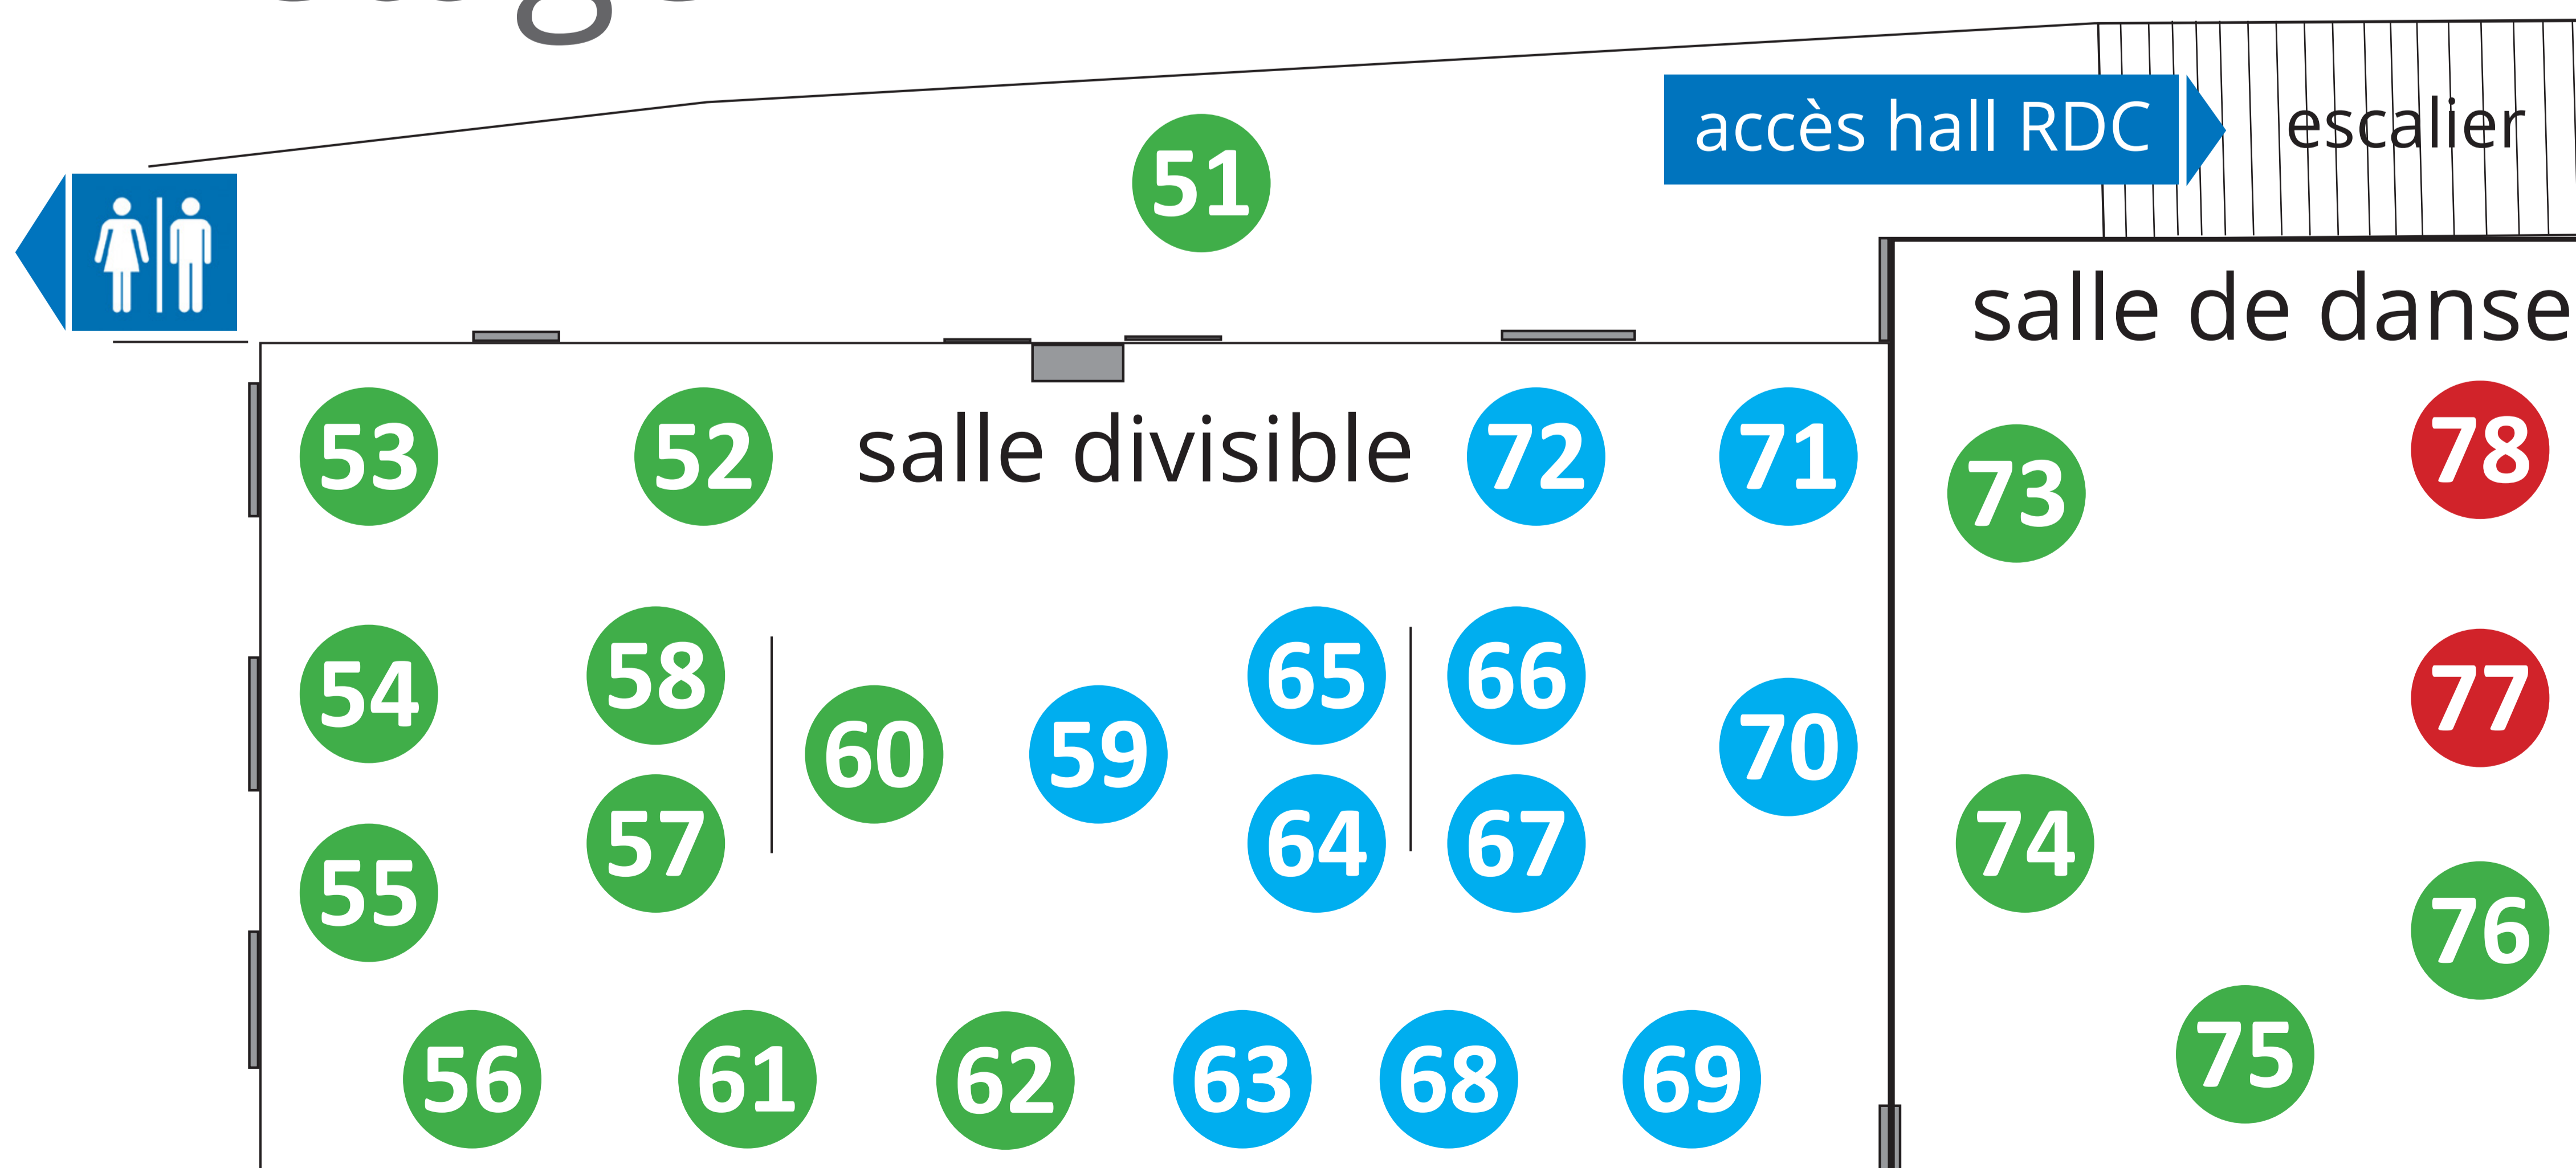 accès hall RDC
escalier
51
salle de danse
53 52 salle divisible 72 71
73 78
54 58 60 59 65 66 70 77
55 57 64 67 74 76
56 61 62 63 68 69 75